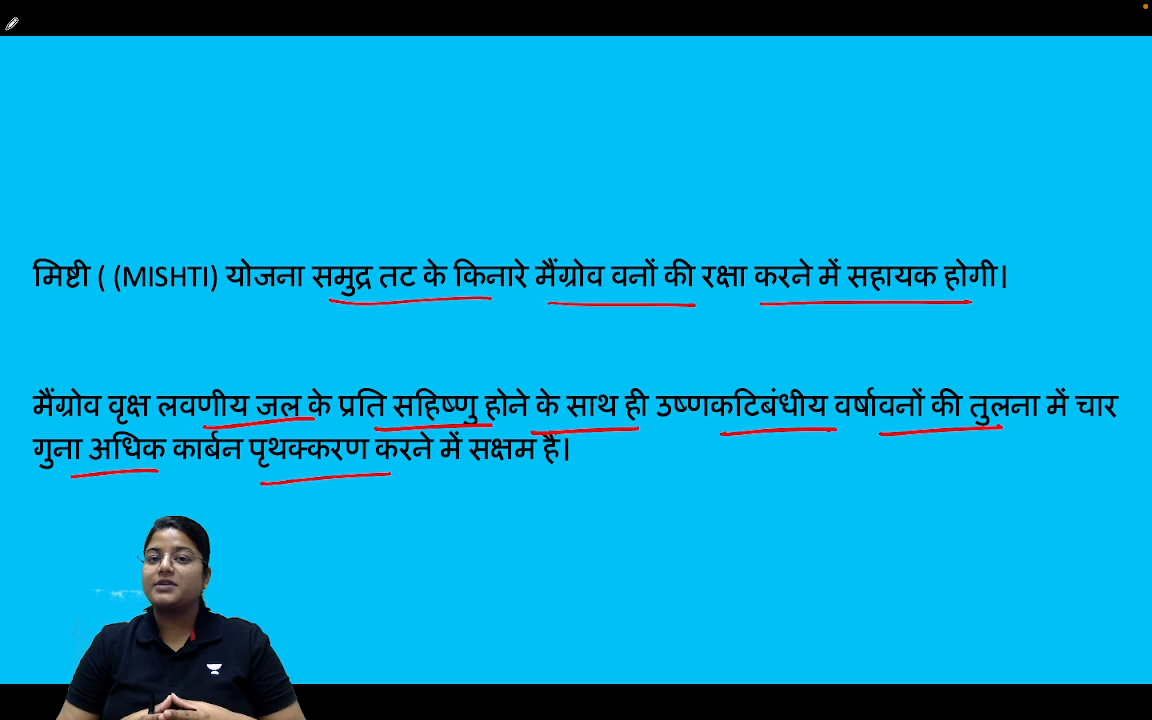 मिष्टी ( (MISHTI) योजना समुद्र तट के किनारे मैंग्रोव वनों की रक्षा करने में सहायक होगी|
मैंग्रोव वृक्ष लवणीय जल के प्रति सहिष्णु होने के साथ ही उष्णकटिबंधीय वर्षावनों की तुलना में चार
गुना अधिक कार्बन पृथक्करण करने में सक्षम हैं|